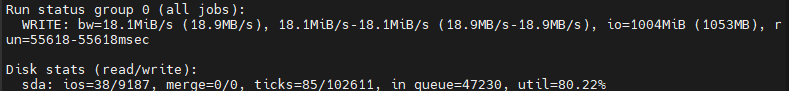 Run status group 0 (all jobs):
  WRITE: bw=18.1MiB/s (18.9MB/s), 18.1MiB/s-18.1MiB/s (18.9MB/s-18.9MB/s), io=1004MiB (1053MB), r
un=55618-55618msec

Disk stats (read/write):
  sda: ios=38/9187, merge=0/0, ticks=85/102611, in_queue=47230, util=80.22%